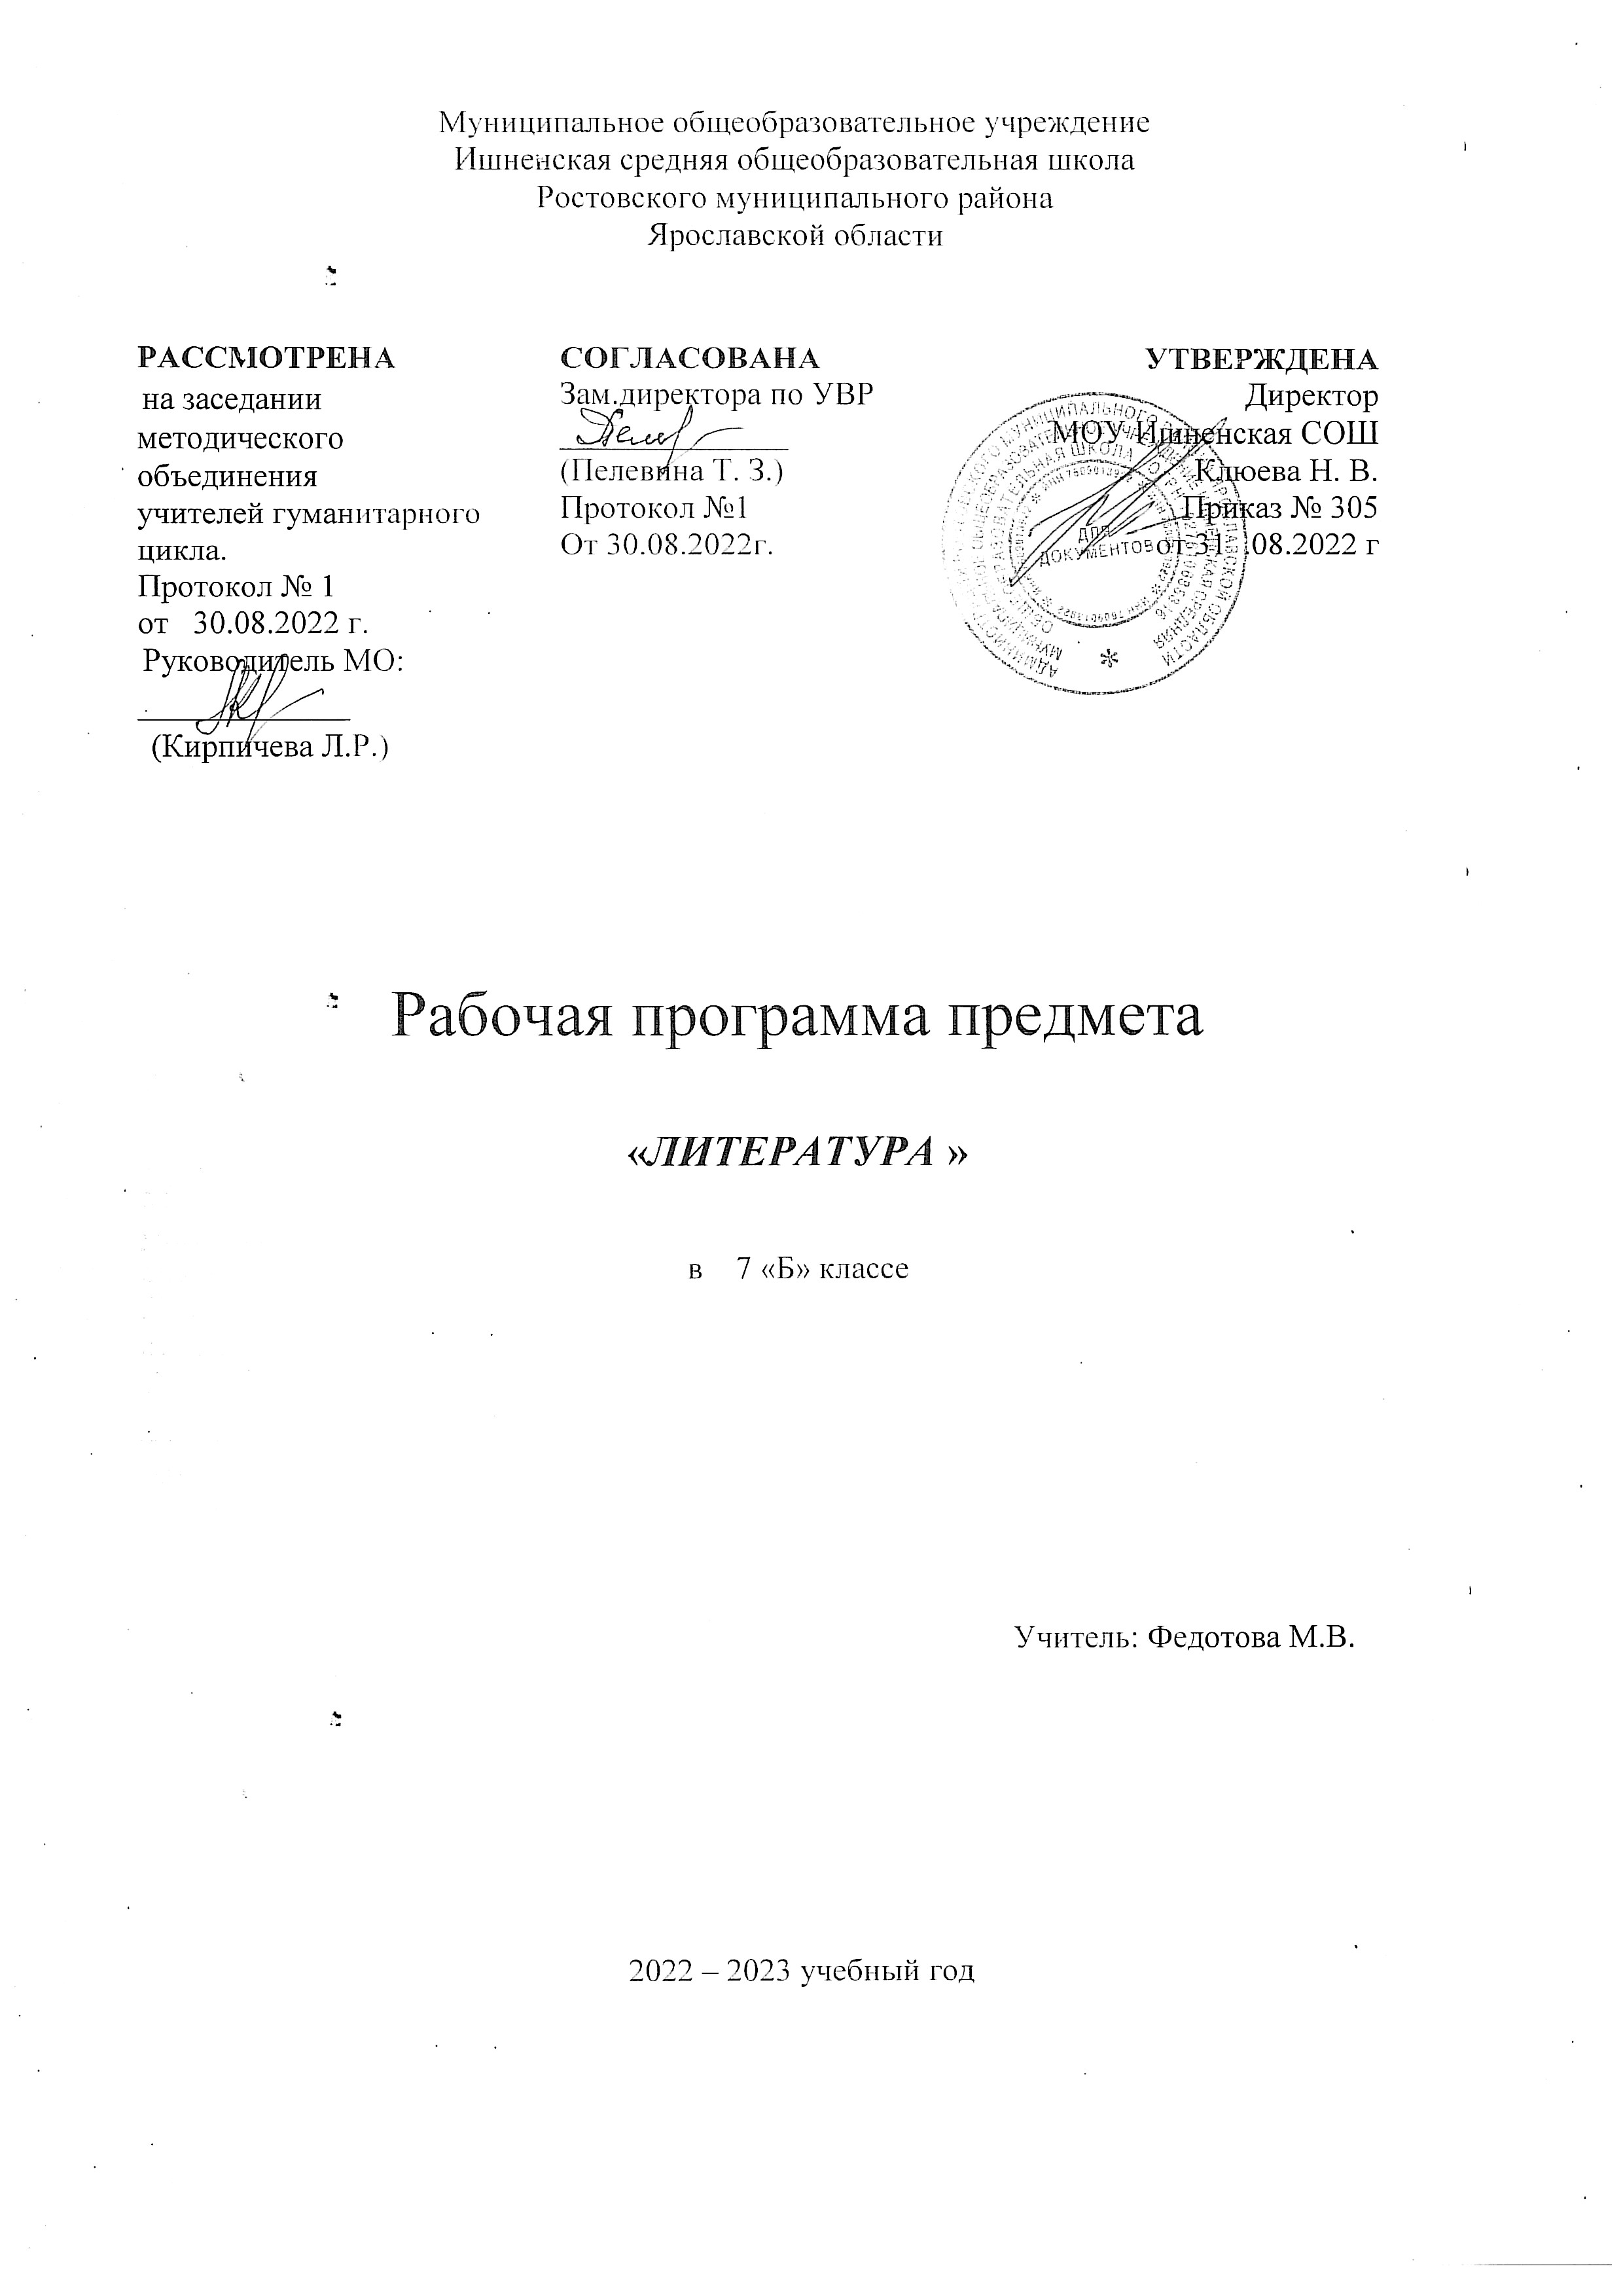 Муниципальное общеобразовательное учреждение
Ишненская средняя общеобразовательная школа
Ростовского муниципального района
Ярославской области
РАССМОТРЕНА
на заседании
методического
объединения
учителей гуманитарного
цикла.
Протокол № 1
от 30.08.2022 г.
Руководитель МО:
(Кирпичева Л.Р.)
СОГЛАСОВАНА
Зам.директора по УВР
(Пелевина Т. З.)
Протокол №1
От 30.08.2022г.
УТВЕРЖДЕНА
Директор
МОУ Ишненская СОШ
Клюева Н. В.
Приказ № 305
от 31 .08.2022 г
ДЛЯ
ДОКУМЕНТОВ
Рабочая программа предмета
«ЛИТЕРАТУРА »
в 7 «Б» классе
Учитель: Федотова М.В.
2022 – 2023 учебный год